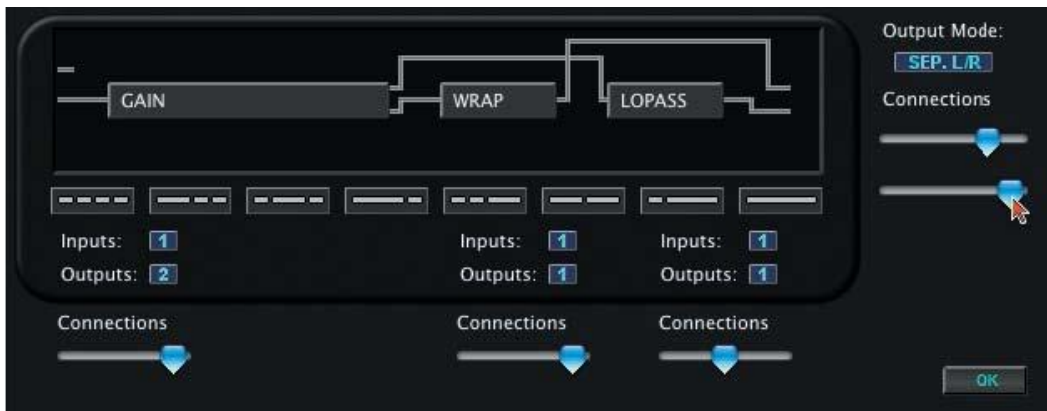 Output Mode:
SEP. L/R
Connections
GAIN
WRAP
LOPASS
Inputs: 1
Outputs: 2
Inputs: 1
Outputs: 1
Inputs: 1
Outputs: 1
Connections
Connections
Connections
OK